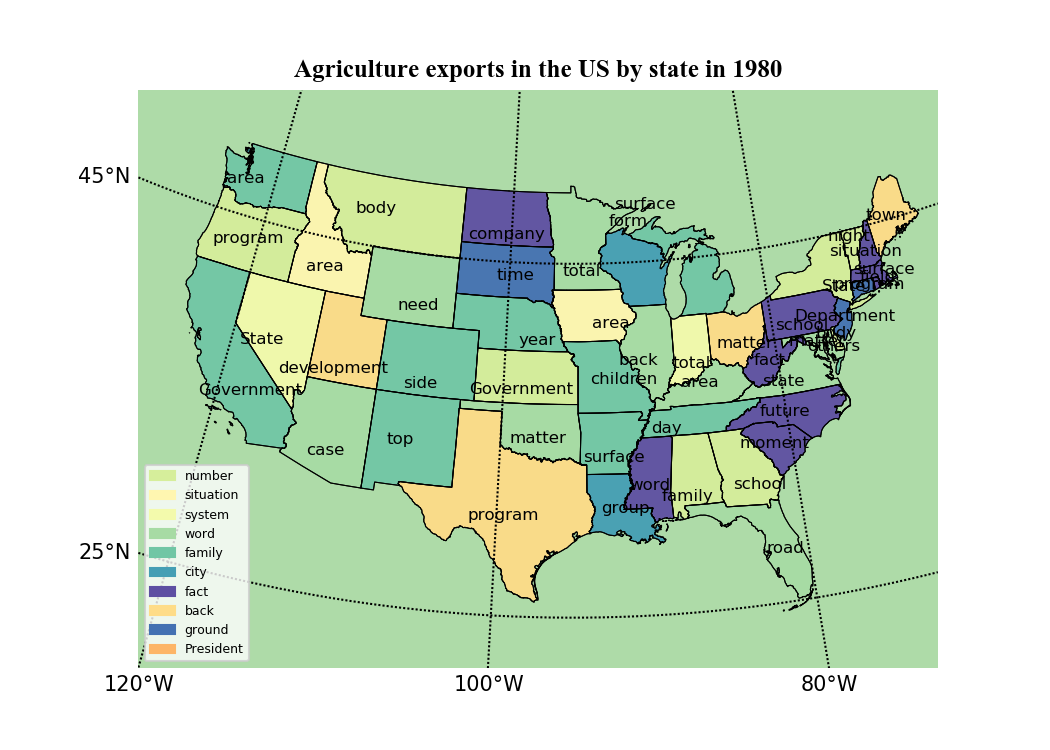 Agriculture exports in the US by state in 1980
45°N
25°N
120°W
100°W
80°W
area
program
body
area
company
time
need
State
development
Government
side
case
top
year
Government
matter
program
total
surface
form
area
children
back
total
area
matter
school
fact
state
day
surface
future
moment
word
family
group
school
road
town
night
situation
surface
program
State
Department
others
number
situation
system
word
family
city
fact
back
ground
President